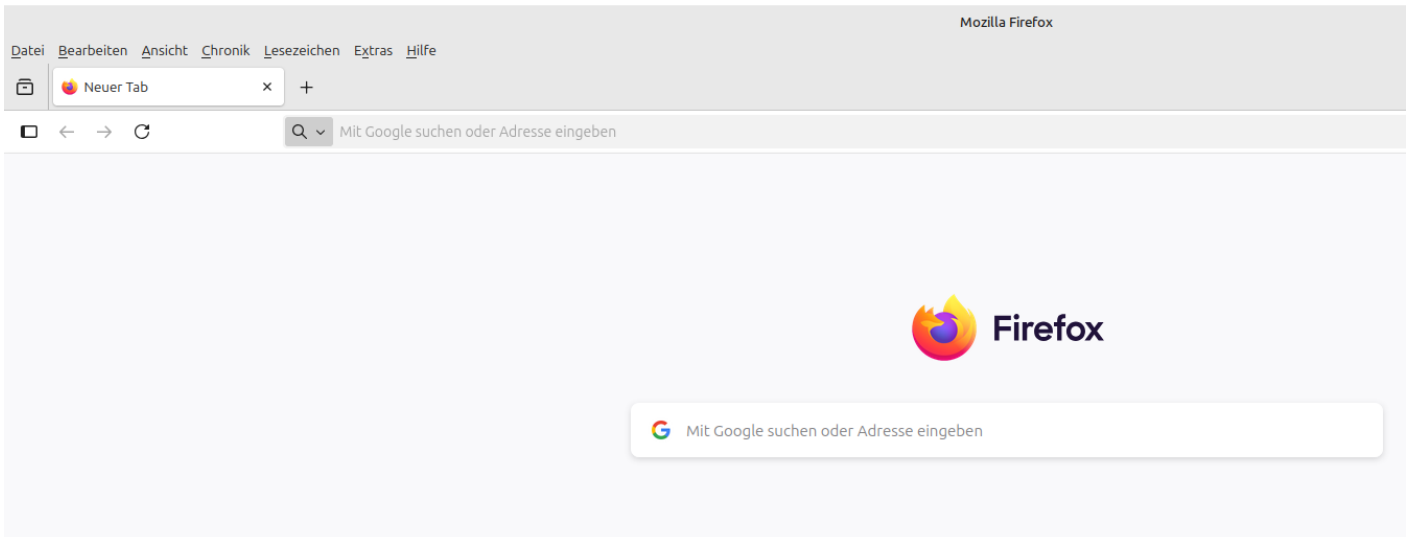 Mozilla Firefox
Datei Bearbeiten Ansicht Chronik Lesezeichen Extras Hilfe
Neuer Tab
Mit Google suchen oder Adresse eingeben
Firefox
Mit Google suchen oder Adresse eingeben